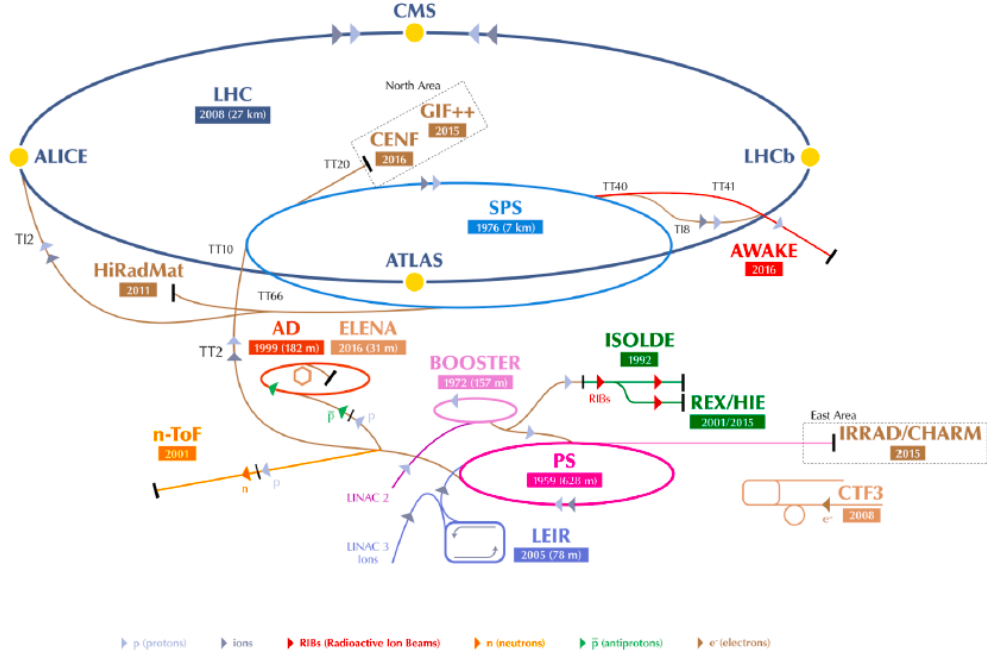 CMS
North Area
LHC
2008 (27 km)
GIF++
2015
CENF
2016
TT20
ALICE
LHCb
TT40
TT41
SPS
1976 (7 km)
TI8
TI2
TT10
AWAKE
2016
ATLAS
HiRadMat
2011
TT66
AD
1999 (182 m)
ELENA
2016 (31 m)
TT2
ISOLDE
1992
BOOSTER
1972 (157 m)
RIBs
REX/HIE
2001/2015
p̅
p
East Area
n-ToF
2001
IRRAD/CHARM
2015
PS
1959 (628 m)
n
p
LINAC 2
CTF3
2008
e⁻
LINAC 3
Ions
LEIR
2005 (78 m)
p (protons)
ions
RIBs (Radioactive Ion Beams)
n (neutrons)
p̅ (antiprotons)
e⁻ (electrons)